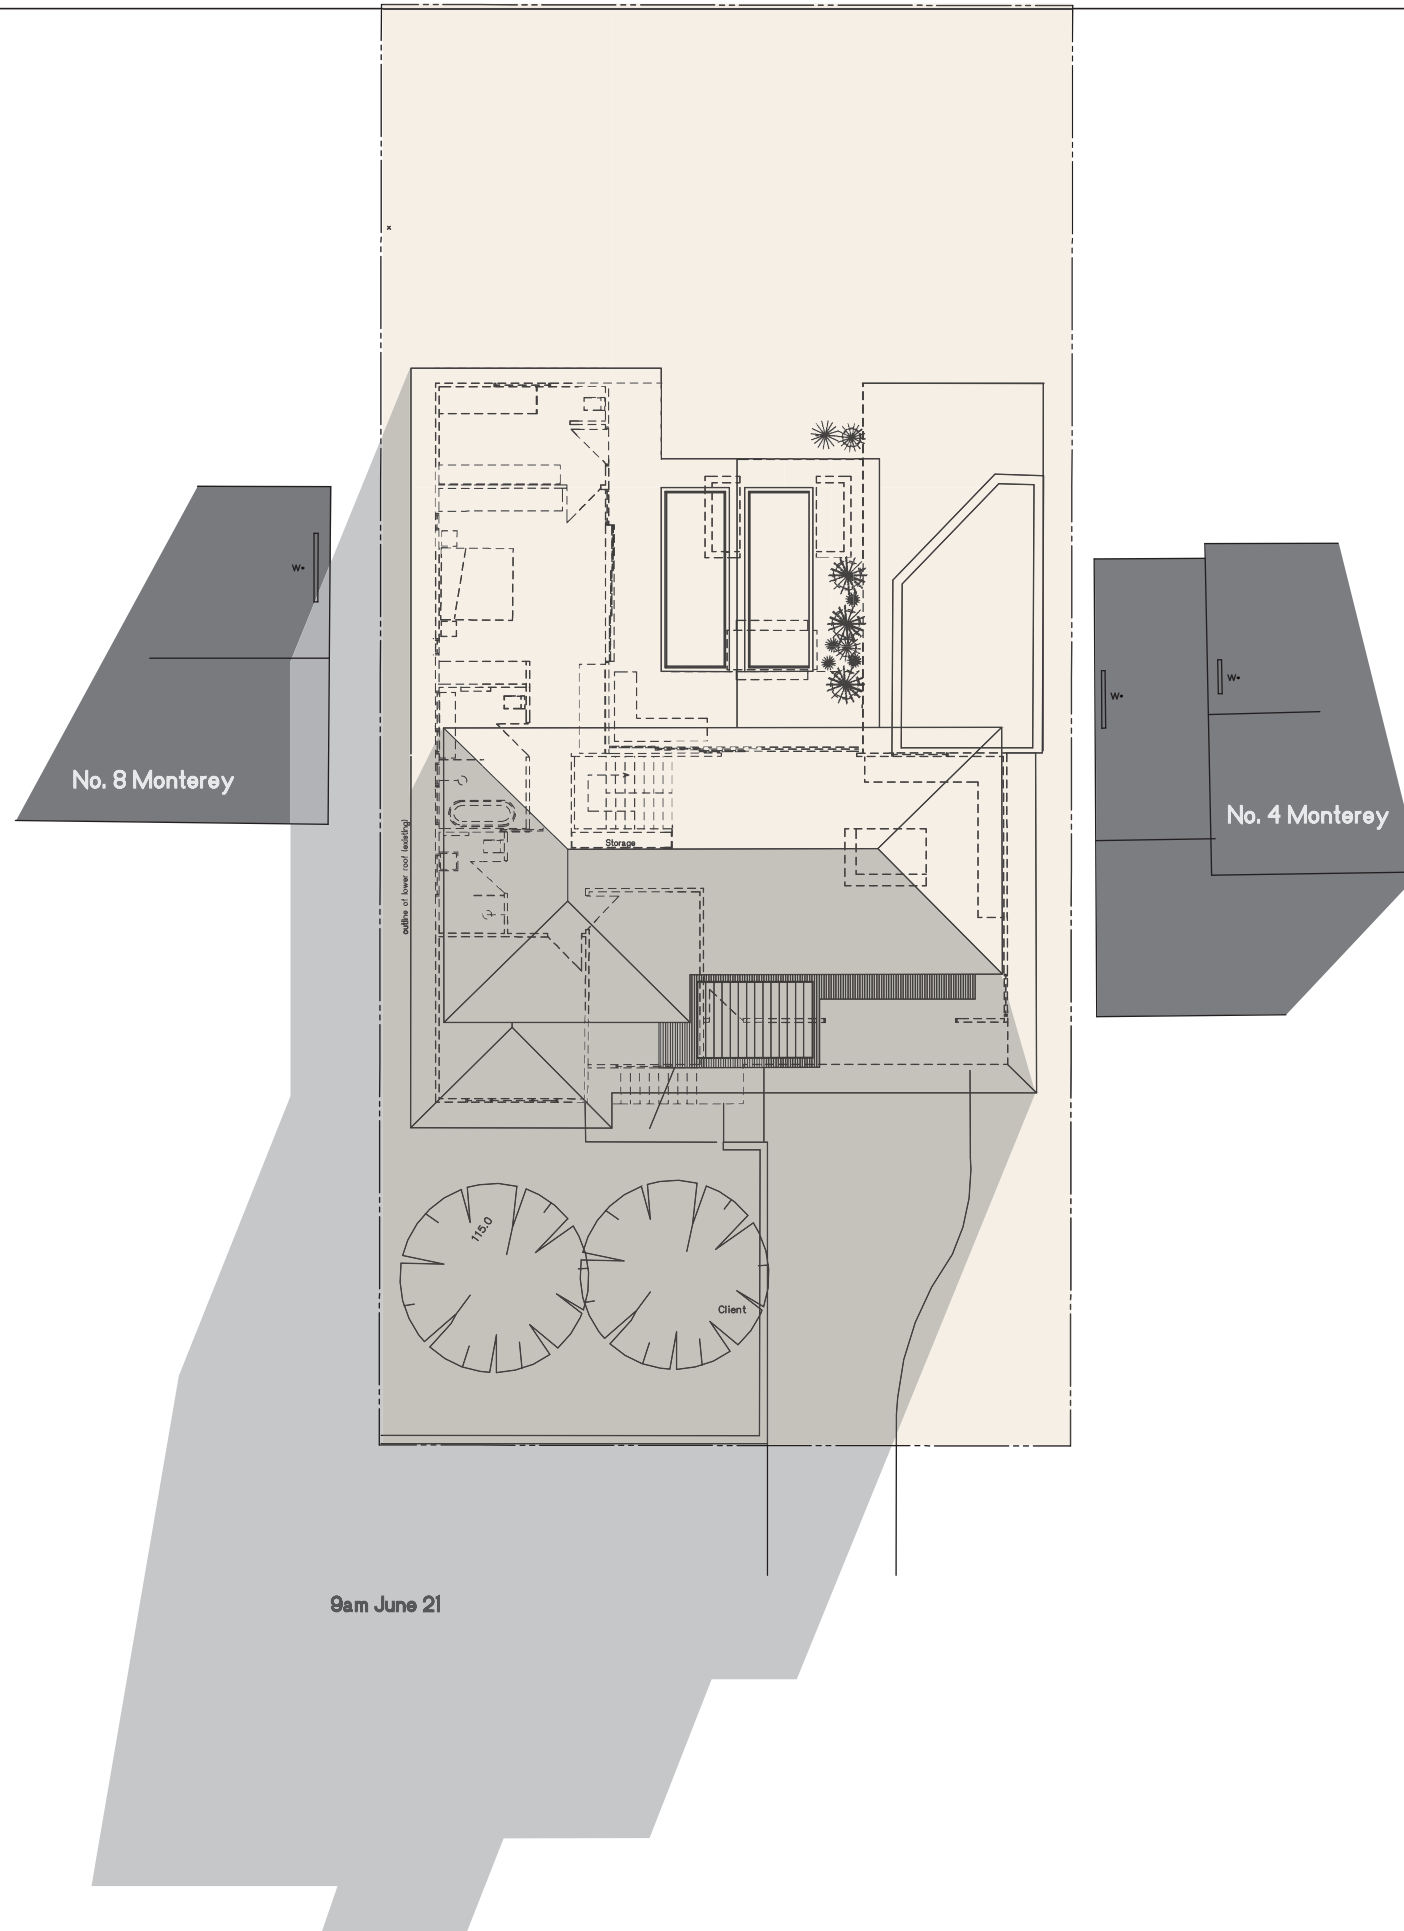 W
W
W
No. 8 Monterey
No. 4 Monterey
Storage
outline of lower roof (existing)
115.0
Client
9am June 21